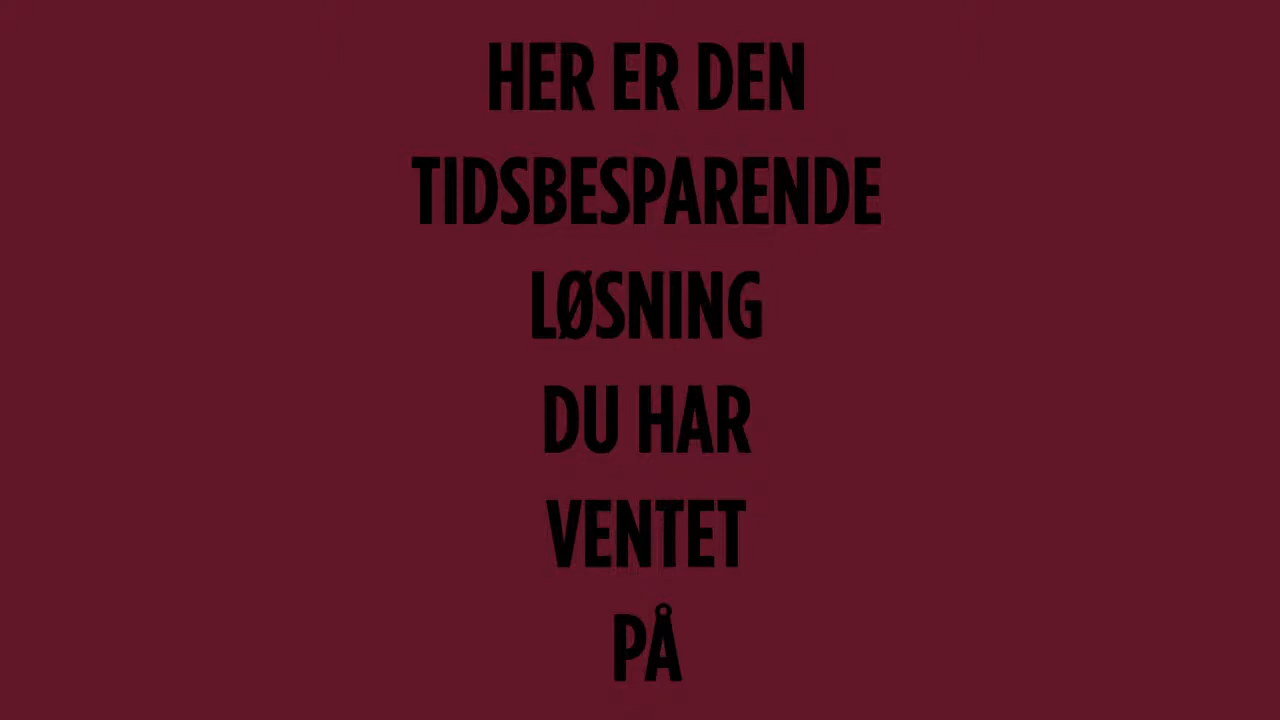 HER ER DEN
TIDSBESPARENDE
LØSNING
DU HAR
VENTET
PÅ